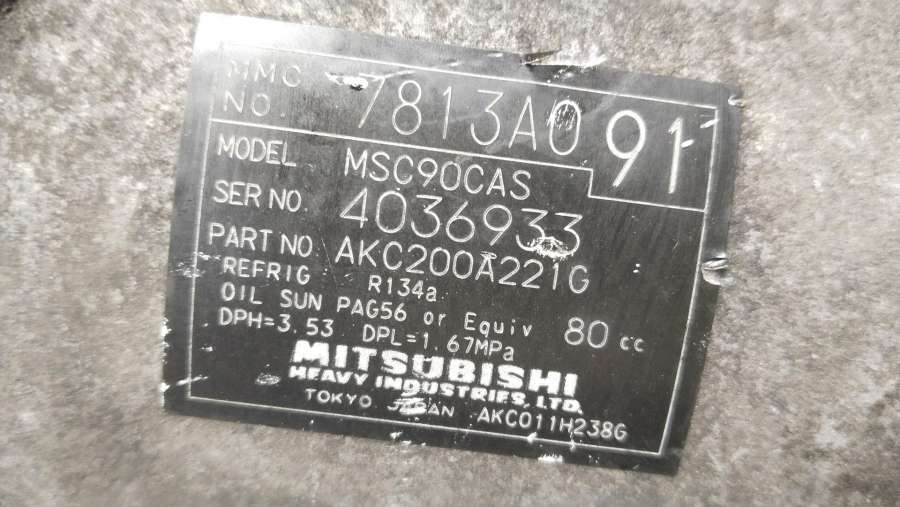 MMC
NO. 7813A091
MODEL MSC90CAS
SER NO. 4036933
PART NO AKC200A221G
REFRIG R134a
OIL SUN PAG56 or Equiv 80 cc
DPH=3.53 DPL=1.67MPa
MITSUBISHI
HEAVY INDUSTRIES, LTD.
TOKYO JAPAN AKC011H238G